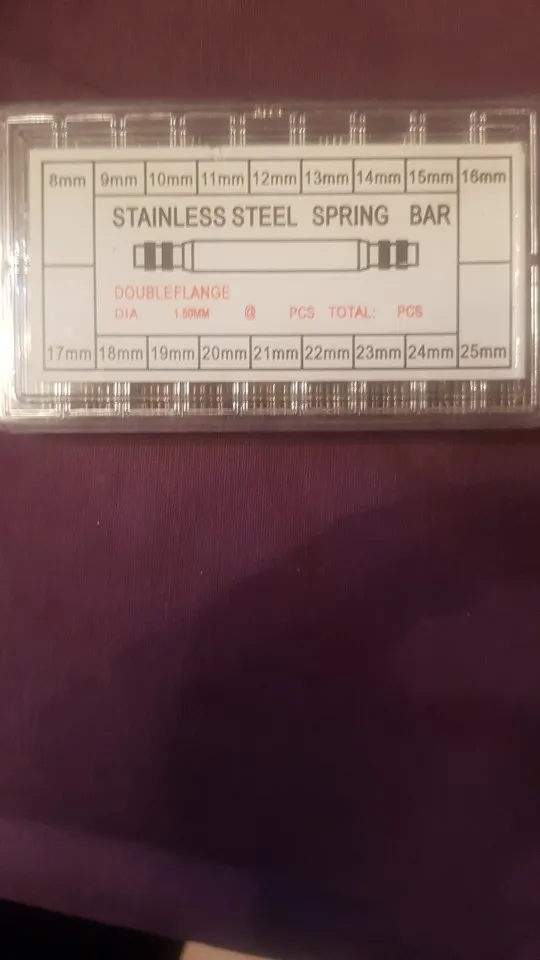 8mm 9mm 10mm 11mm 12mm 13mm 14mm 15mm 16mm
STAINLESS STEEL SPRING BAR
DOUBLEFLANGE
DIA 1.50MM @ PCS TOTAL: PCS
17mm 18mm 19mm 20mm 21mm 22mm 23mm 24mm 25mm